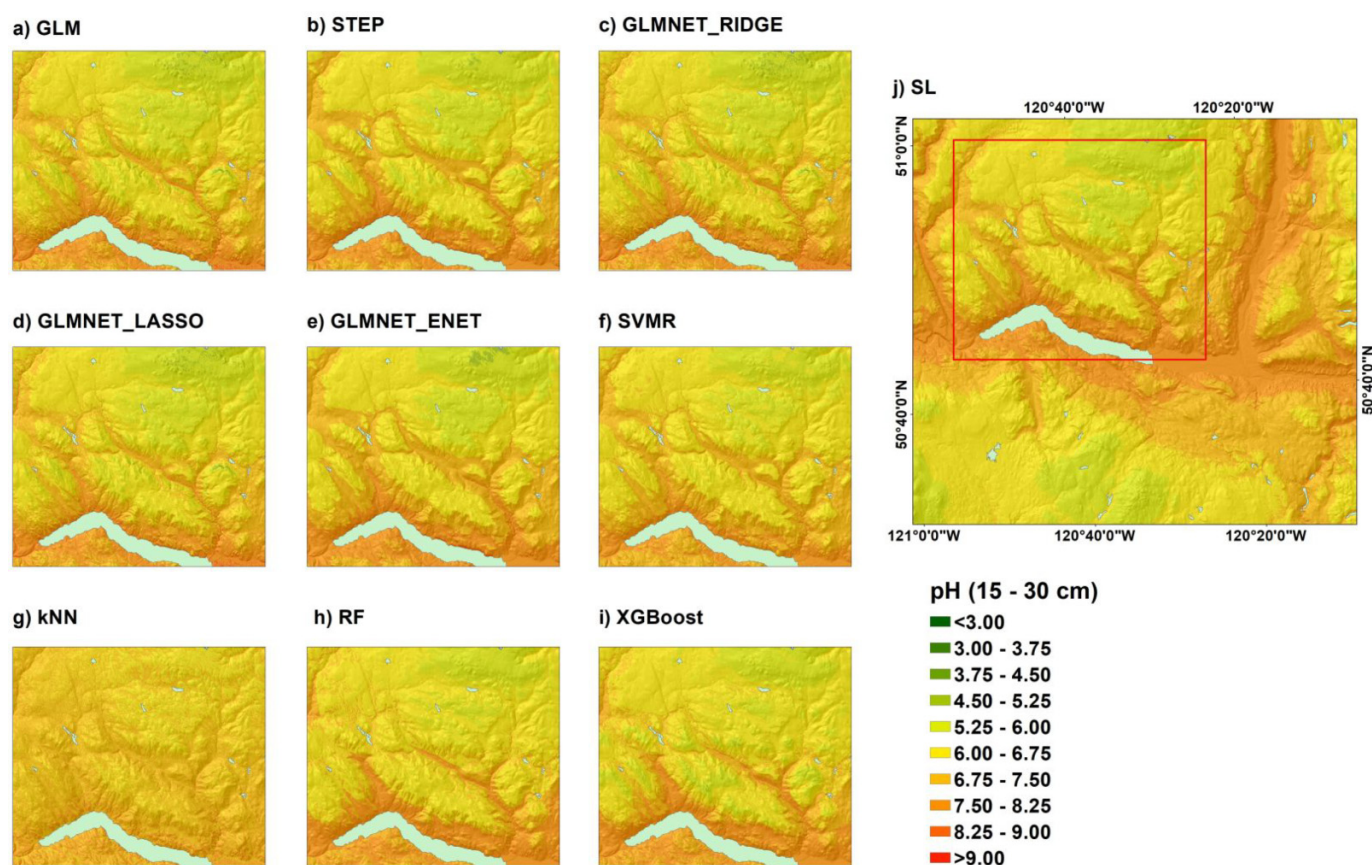 a) GLM
b) STEP
c) GLMNET_RIDGE
j) SL
120°40'0"W
120°20'0"W
51°0'0"N
50°40'0"N
50°40'0"N
121°0'0"W
120°40'0"W
120°20'0"W
d) GLMNET_LASSO
e) GLMNET_ENET
f) SVMR
g) kNN
h) RF
i) XGBoost
pH (15 - 30 cm)
<3.00
3.00 - 3.75
3.75 - 4.50
4.50 - 5.25
5.25 - 6.00
6.00 - 6.75
6.75 - 7.50
7.50 - 8.25
8.25 - 9.00
>9.00